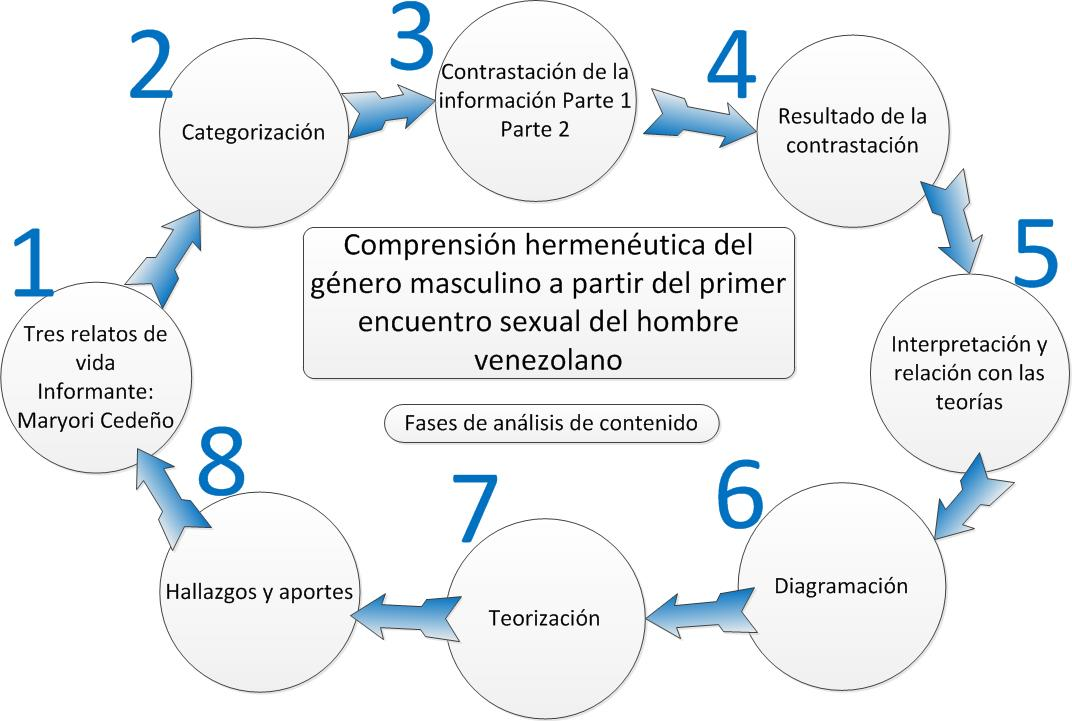 1
Tres relatos de
vida
Informante:
Maryori Cedeño
2
Categorización
3
Contrastación de la
información Parte 1
Parte 2
4
Resultado de la
contrastación
5
Interpretación y
relación con las
teorías
6
Diagramación
7
Teorización
8
Hallazgos y aportes
Comprensión hermenéutica del
género masculino a partir del primer
encuentro sexual del hombre
venezolano
Fases de análisis de contenido